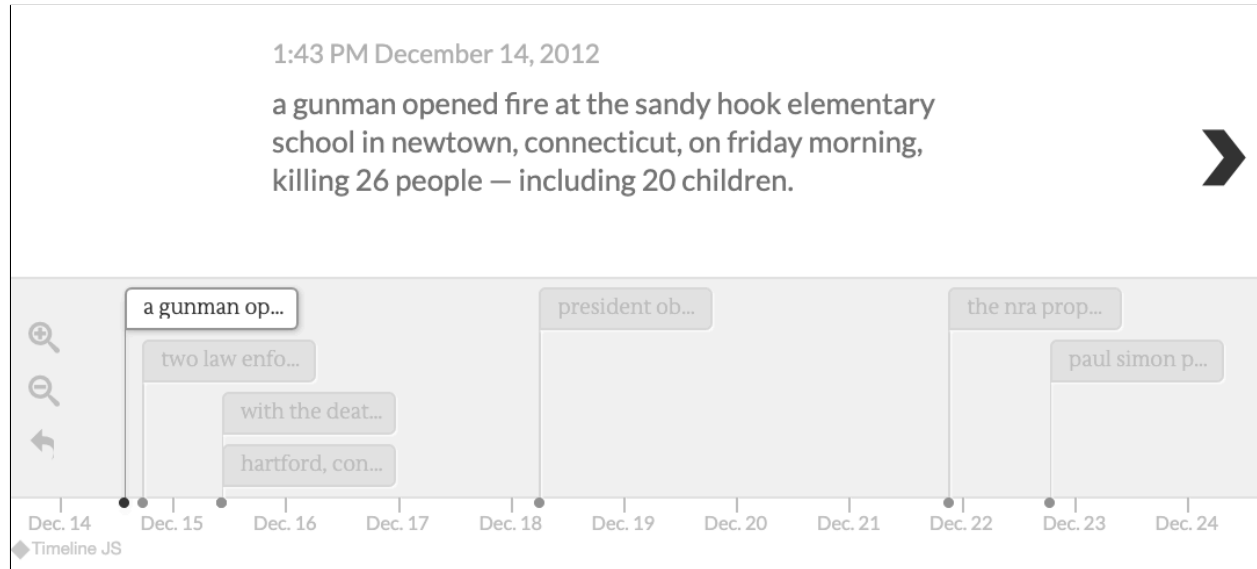 1:43 PM December 14, 2012
a gunman opened fire at the sandy hook elementary
school in newtown, connecticut, on friday morning,
killing 26 people — including 20 children.
a gunman op...
president ob...
the nra prop...
two law enfo...
paul simon p...
with the deat...
hartford, con...
Dec. 14
Dec. 15
Dec. 16
Dec. 17
Dec. 18
Dec. 19
Dec. 20
Dec. 21
Dec. 22
Dec. 23
Dec. 24
Timeline JS